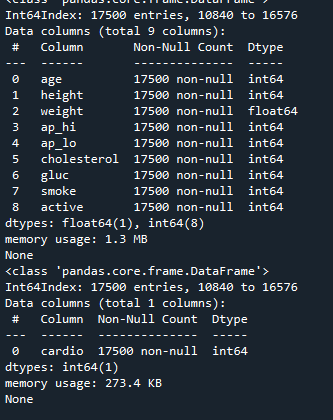 <class 'pandas.core.frame.DataFrame'>
Int64Index: 17500 entries, 10840 to 16576
Data columns (total 9 columns):
 #   Column       Non-Null Count  Dtype
---  ------       --------------  -----
 0   age          17500 non-null  int64
 1   height       17500 non-null  int64
 2   weight       17500 non-null  float64
 3   ap_hi        17500 non-null  int64
 4   ap_lo        17500 non-null  int64
 5   cholesterol  17500 non-null  int64
 6   gluc         17500 non-null  int64
 7   smoke        17500 non-null  int64
 8   active       17500 non-null  int64
dtypes: float64(1), int64(8)
memory usage: 1.3 MB
None
<class 'pandas.core.frame.DataFrame'>
Int64Index: 17500 entries, 10840 to 16576
Data columns (total 1 columns):
 #   Column  Non-Null Count  Dtype
---  ------  --------------  -----
 0   cardio  17500 non-null  int64
dtypes: int64(1)
memory usage: 273.4 KB
None